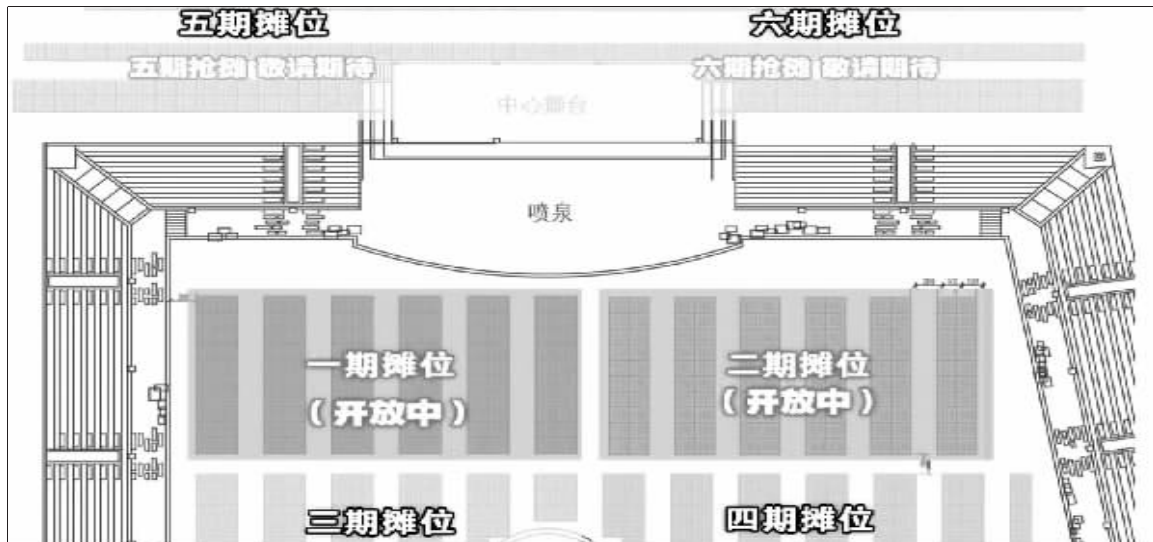 五期摊位
六期摊位
五期抢摊 敬请期待
六期抢摊 敬请期待
中心舞台
喷泉
一期摊位
（开放中）
二期摊位
（开放中）
三期摊位
四期摊位